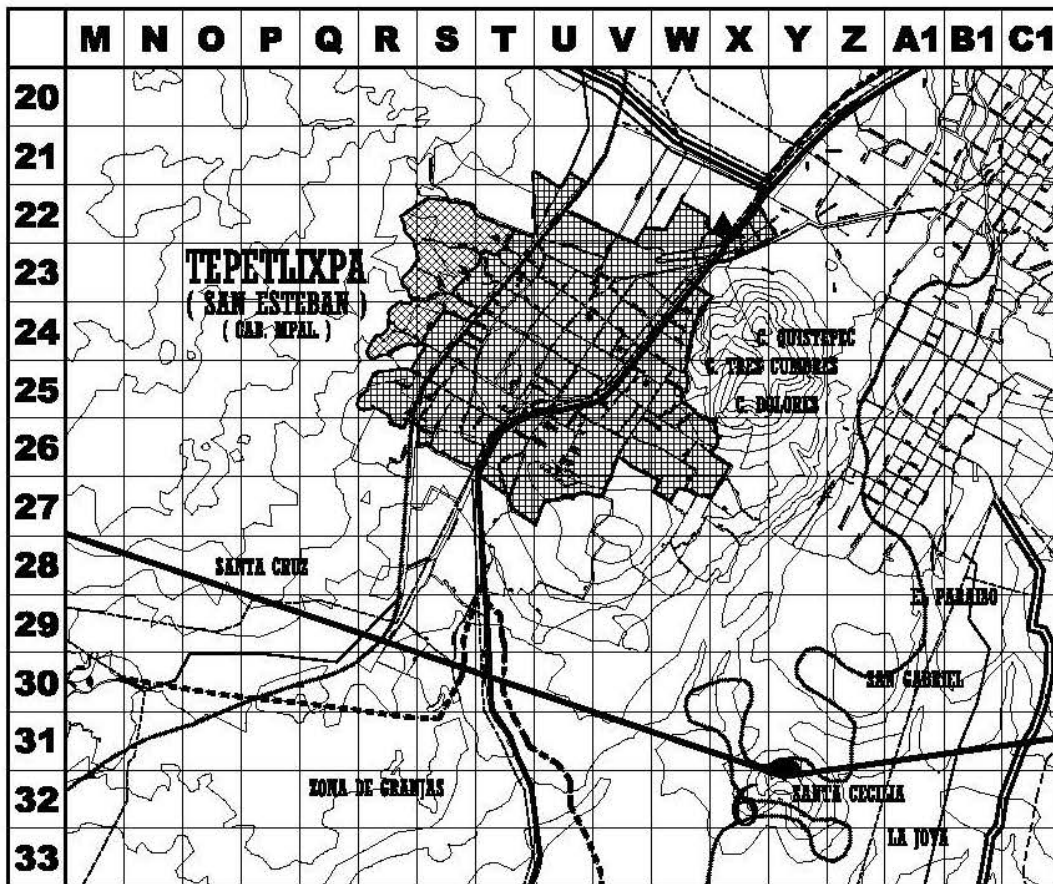 M N O P Q R S T U V W X Y Z A1 B1 C1
20
21
22
23
TEPETLIXPA
( SAN ESTEBAN )
24
( CAB. MPAL. )
C. QUISTEPEC
C. TRES CUMBRES
25
C. DOLORES
26
27
28
SANTA CRUZ
EL PARAISO
29
30
SAN GABRIEL
31
32
ZONA DE GRANJAS
SANTA CECILIA
LA JOYA
33